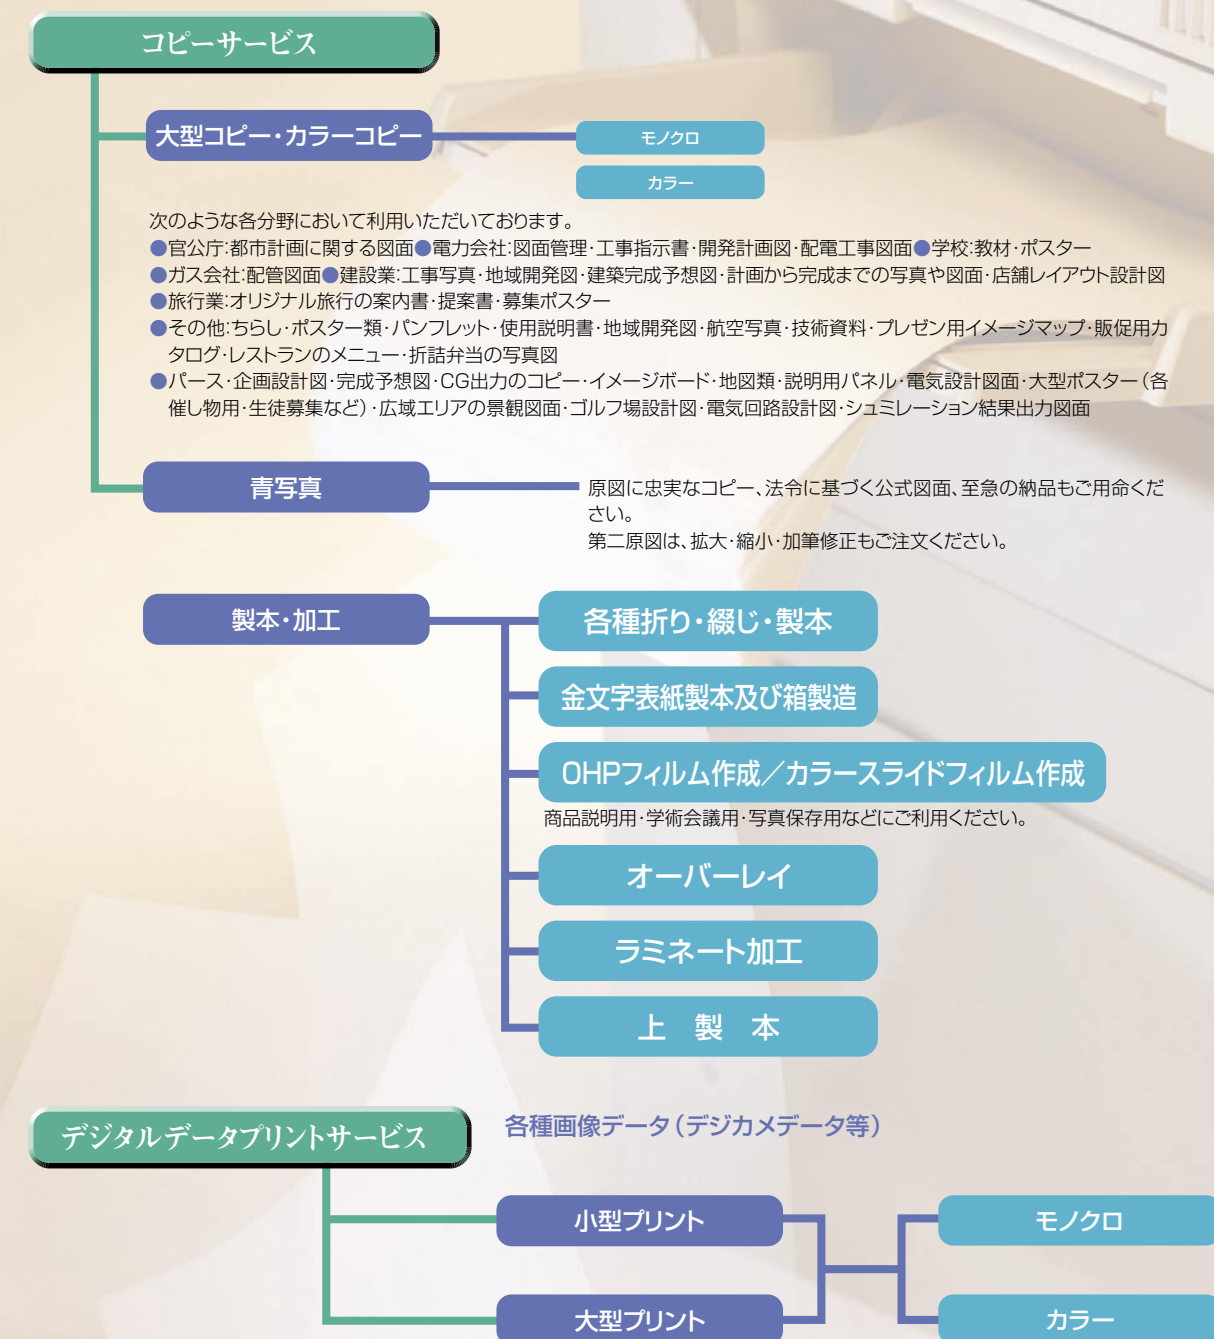 コピーサービス
大型コピー・カラーコピー
モノクロ
カラー
次のような各分野において利用いただいております。
●官公庁:都市計画に関する図面●電力会社:図面管理・工事指示書・開発計画図・配電工事図面●学校:教材・ポスター
●ガス会社:配管図面●建設業:工事写真・地域開発図・建築完成予想図・計画から完成までの写真や図面・店舗レイアウト設計図
●旅行業:オリジナル旅行の案内書・提案書・募集ポスター
●その他:ちらし・ポスター類・パンフレット・使用説明書・地域開発図・航空写真・技術資料・プレゼン用イメージマップ・販促用カ
タログ・レストランのメニュー・折詰弁当の写真図
●パース・企画設計図・完成予想図・CG出力のコピー・イメージボード・地図類・説明用パネル・電気設計図面・大型ポスター（各
催し物用・生徒募集など）・広域エリアの景観図面・ゴルフ場設計図・電気回路設計図・シュミレーション結果出力図面
青写真
原図に忠実なコピー、法令に基づく公式図面、至急の納品もご用命くだ
さい。
第二原図は、拡大・縮小・加筆修正もご注文ください。
製本・加工
各種折り・綴じ・製本
金文字表紙製本及び箱製造
OHPフィルム作成／カラースライドフィルム作成
商品説明用・学術会議用・写真保存用などにご利用ください。
オーバーレイ
ラミネート加工
上　製　本
デジタルデータプリントサービス
各種画像データ（デジカメデータ等）
小型プリント
モノクロ
大型プリント
カラー